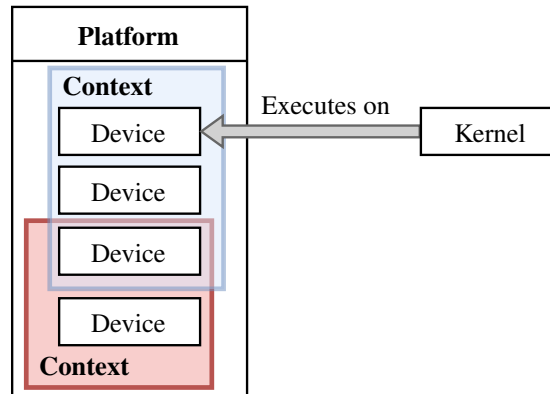 Platform
Context
Executes on
Device
Kernel
Device
Device
Device
Context